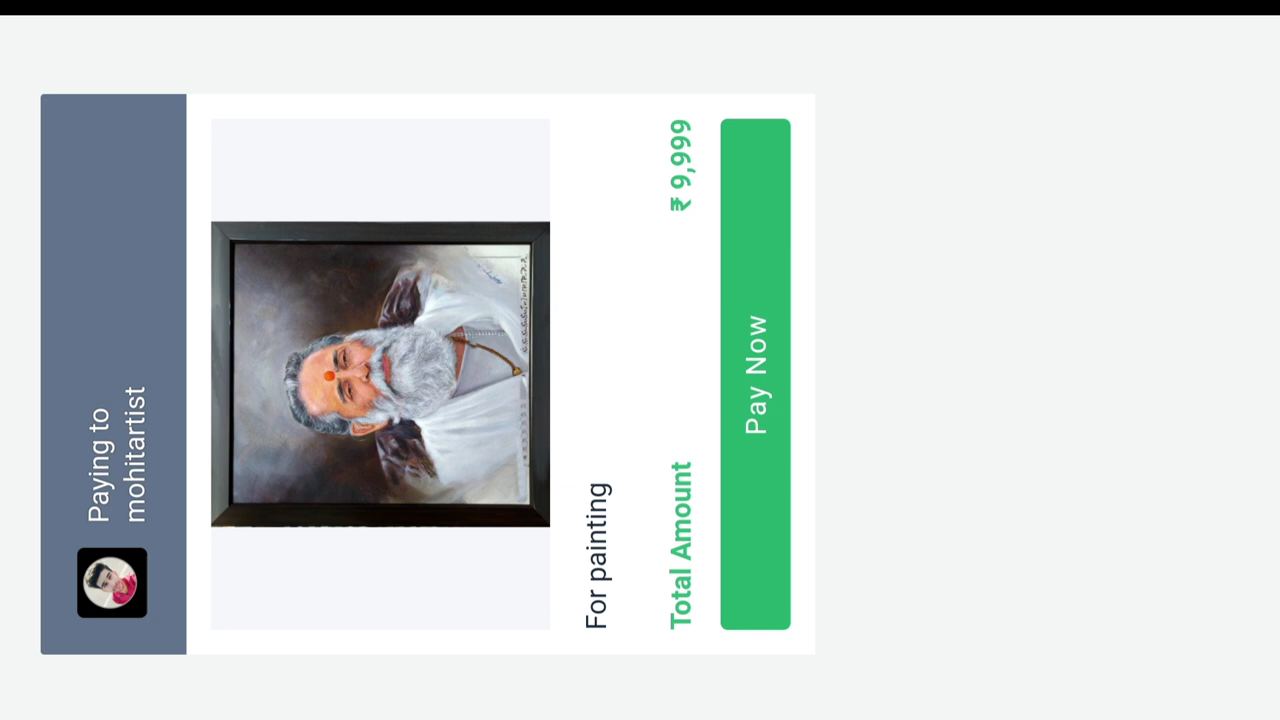 Paying to
mohitartist
For painting
Total Amount ₹ 9,999
Pay Now